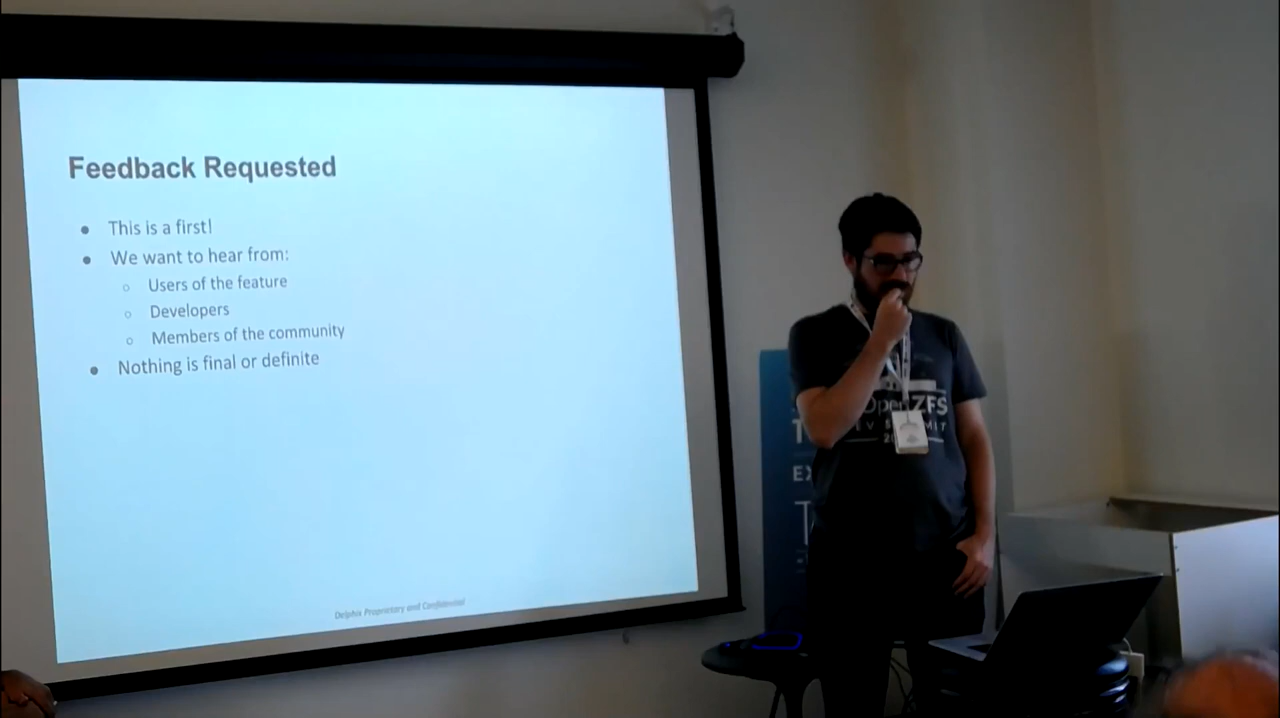 Feedback Requested
This is a first!
We want to hear from:
Users of the feature
Developers
Members of the community
Nothing is final or definite
Delphix Proprietary and Confidential
OpenZFS
EX